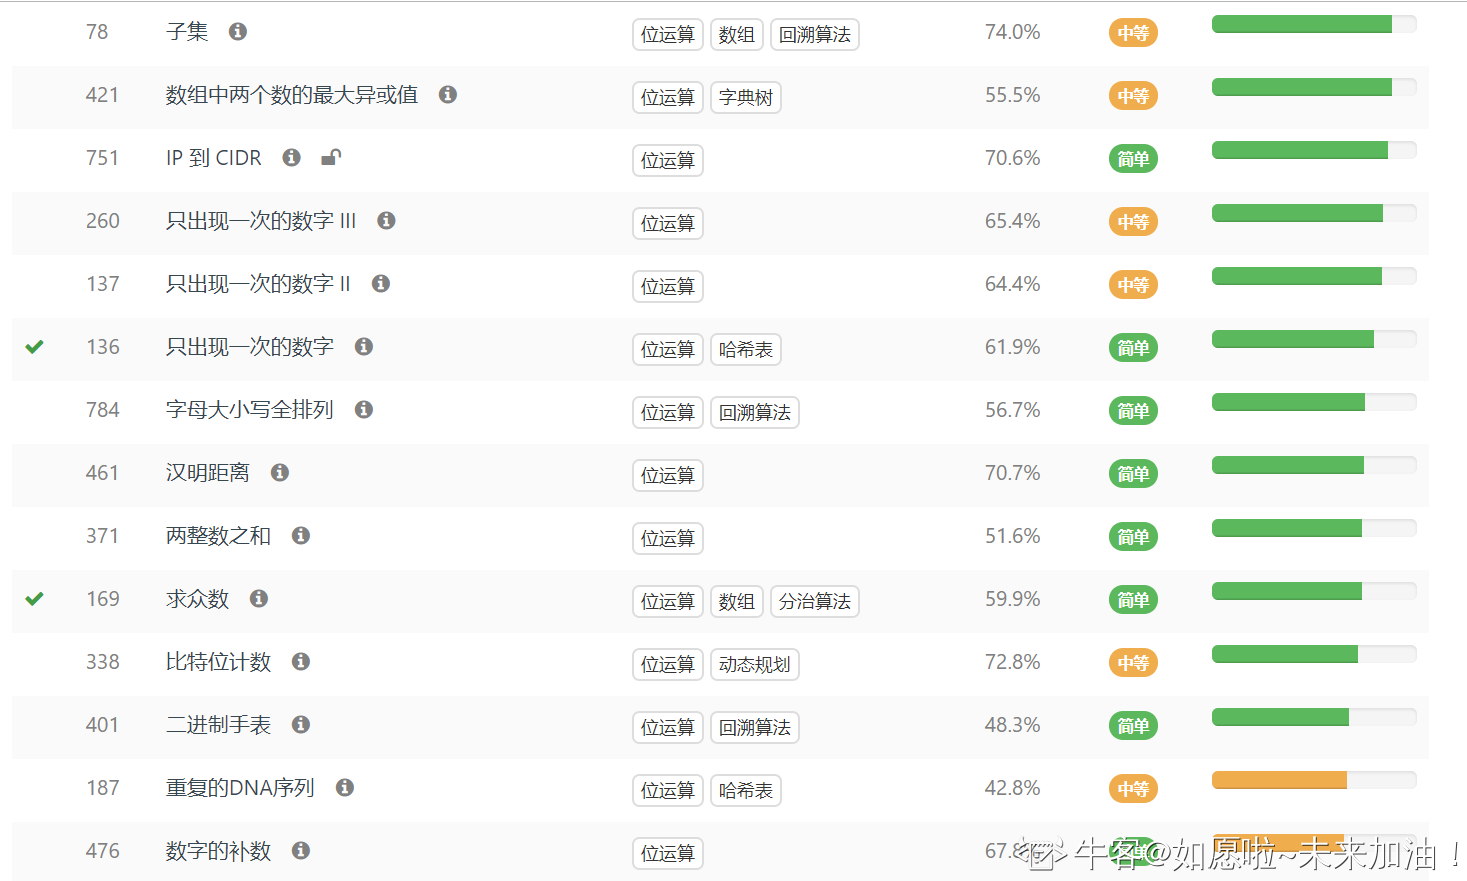 78 子集 位运算 数组 回溯算法 74.0% 中等
421 数组中两个数的最大异或值 位运算 字典树 55.5% 中等
751 IP 到 CIDR 位运算 70.6% 简单
260 只出现一次的数字 III 位运算 65.4% 中等
137 只出现一次的数字 II 位运算 64.4% 中等
136 只出现一次的数字 位运算 哈希表 61.9% 简单
784 字母大小写全排列 位运算 回溯算法 56.7% 简单
461 汉明距离 位运算 70.7% 简单
371 两整数之和 位运算 51.6% 简单
169 求众数 位运算 数组 分治算法 59.9% 简单
338 比特位计数 位运算 动态规划 72.8% 中等
401 二进制手表 位运算 回溯算法 48.3% 简单
187 重复的DNA序列 位运算 哈希表 42.8% 中等
476 数字的补数 位运算
牛客@如愿啦~未来加油！